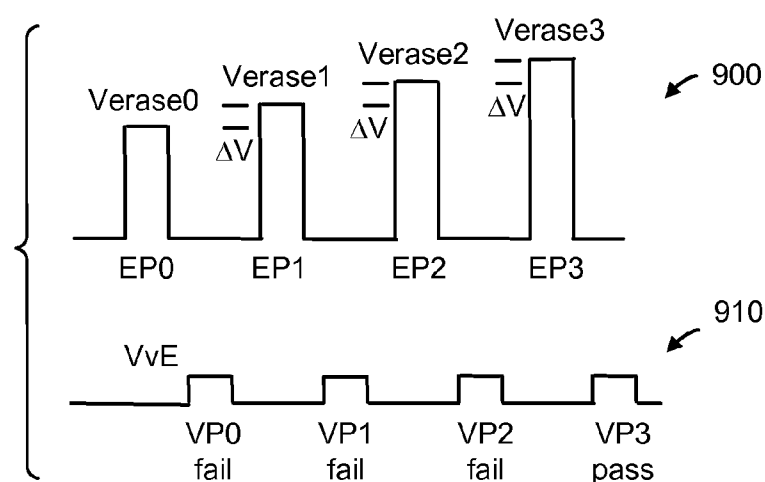 Verase3
Verase2
Verase1
Verase0
900
ΔV
ΔV
ΔV
EP0
EP1
EP2
EP3
910
VvE
VP0
VP1
VP2
VP3
fail
fail
fail
pass